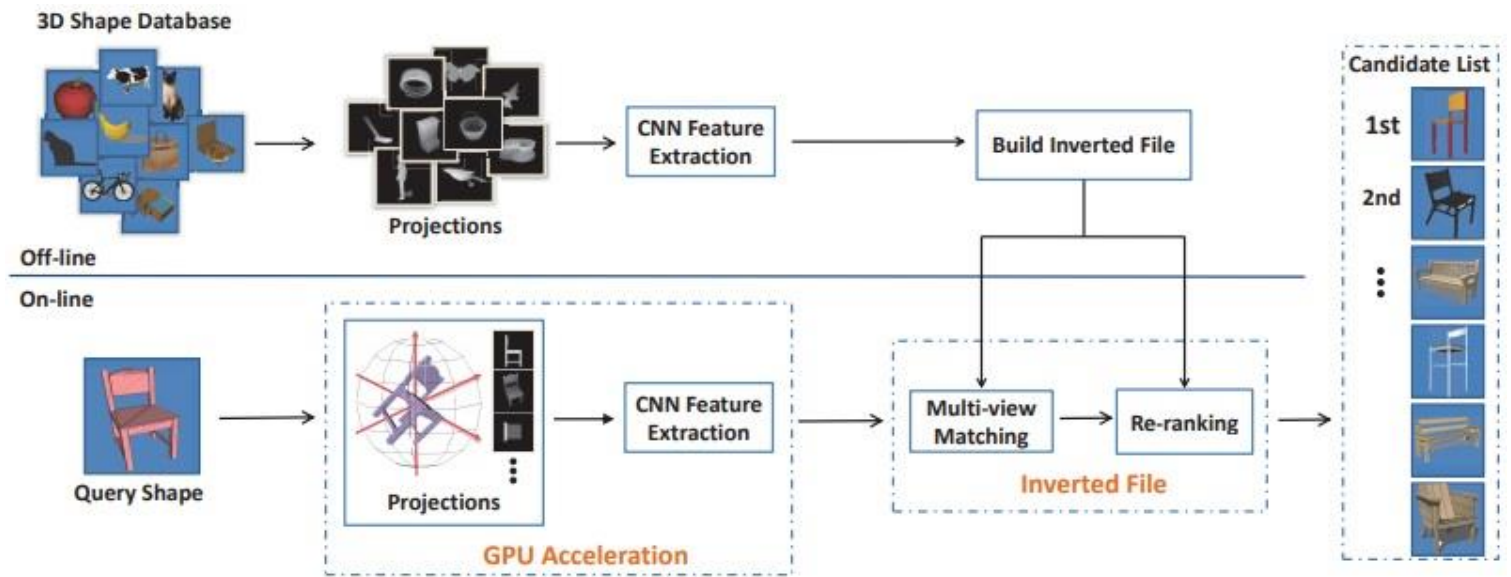 3D Shape Database
Projections
CNN Feature
Extraction
Build Inverted File
Candidate List
1st
2nd
Off-line
On-line
Query Shape
Projections
CNN Feature
Extraction
GPU Acceleration
Multi-view
Matching
Re-ranking
Inverted File